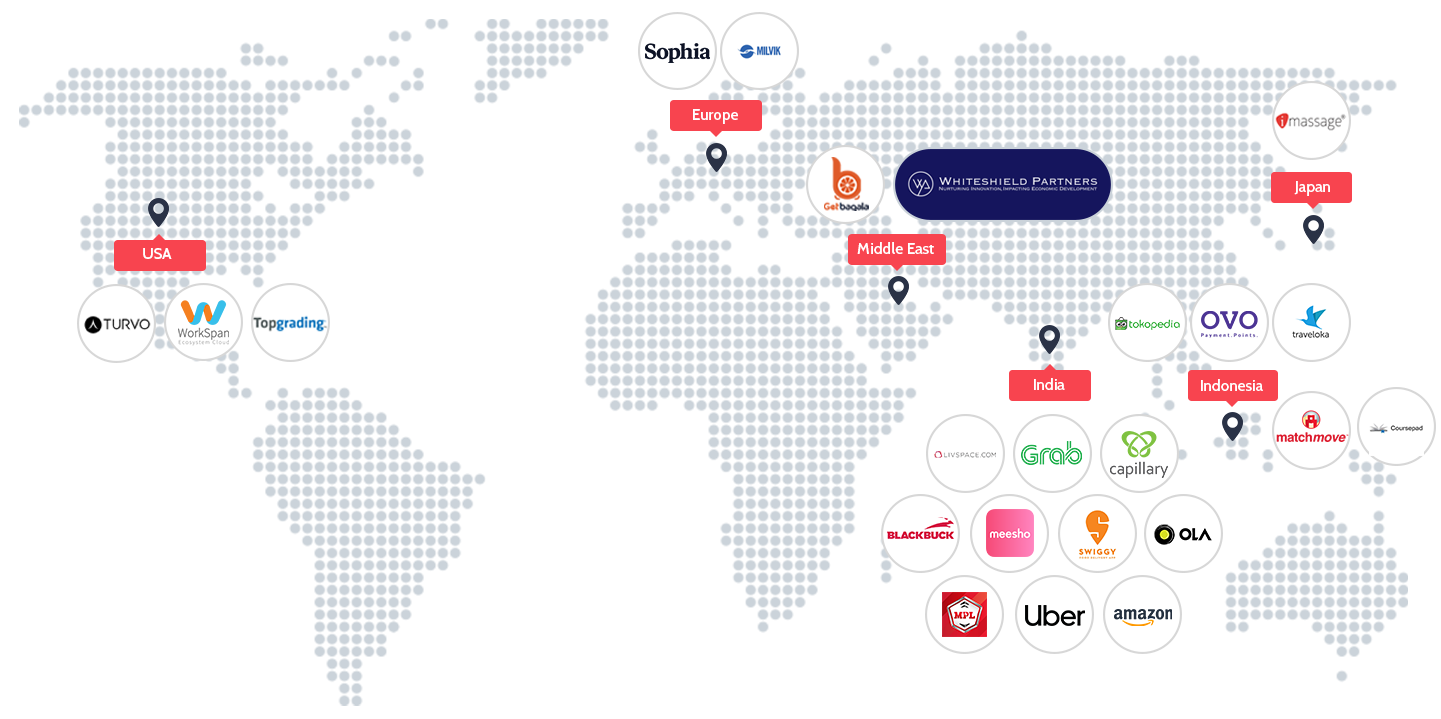 Sophia
MILVIK
Europe
i massage®
Getbaqala
WHITESHIELD PARTNERS
NURTURING INNOVATION, IMPACTING ECONOMIC DEVELOPMENT
Japan
USA
Middle East
TURVO
WorkSpan
Ecosystem Cloud
Topgrading
tokopedia
OVO
Payment. Points.
traveloka
India
Indonesia
matchmove
Coursepad
LIVSPACE.COM
Grab
capillary
BLACKBUCK
meesho
SWIGGY
OLA
MPL
Uber
amazon